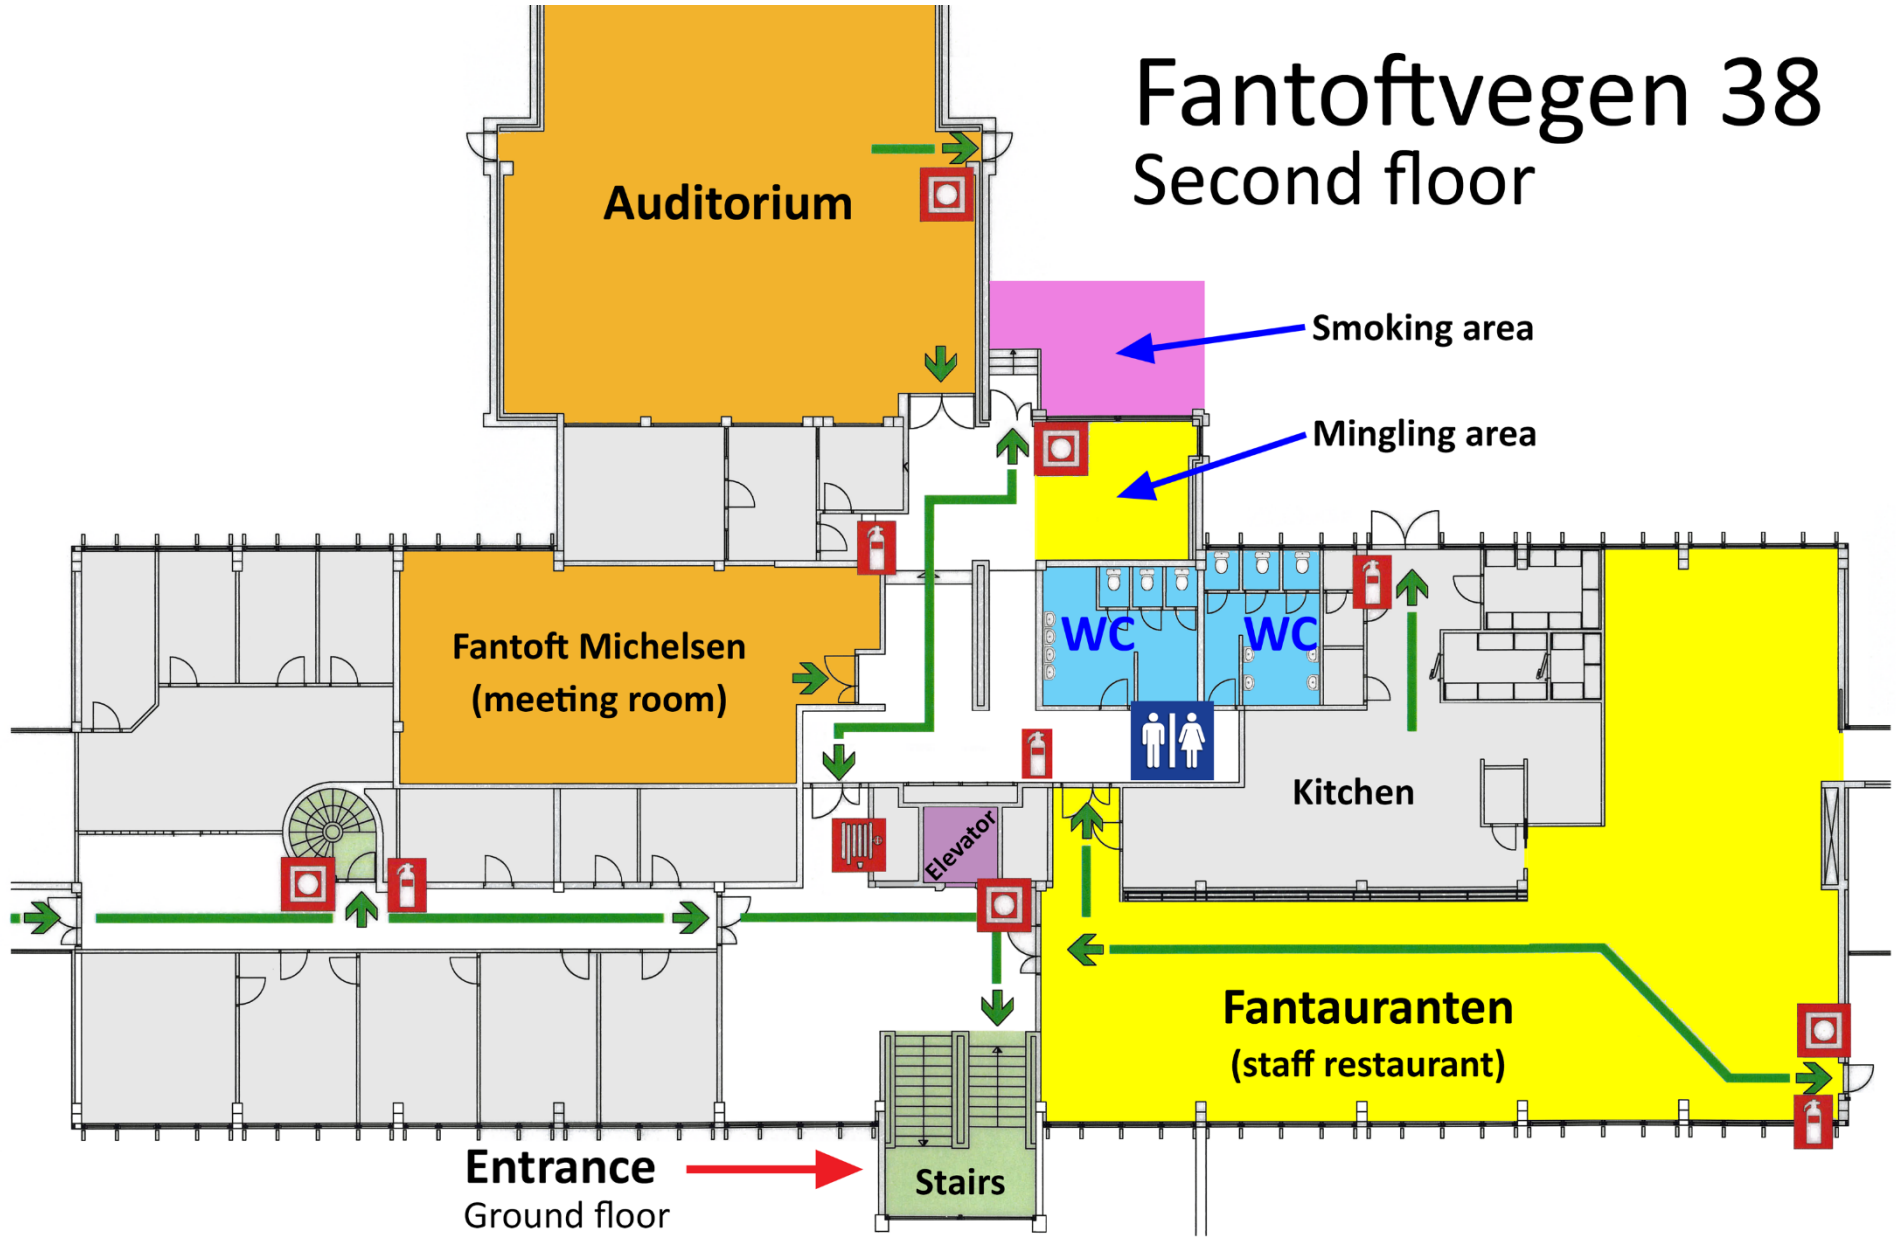 Fantoftvegen 38
Second floor
Auditorium
Smoking area
Mingling area
Fantoft Michelsen
(meeting room)
WC
WC
Kitchen
Elevator
Fantauranten
(staff restaurant)
Entrance
Ground floor
Stairs